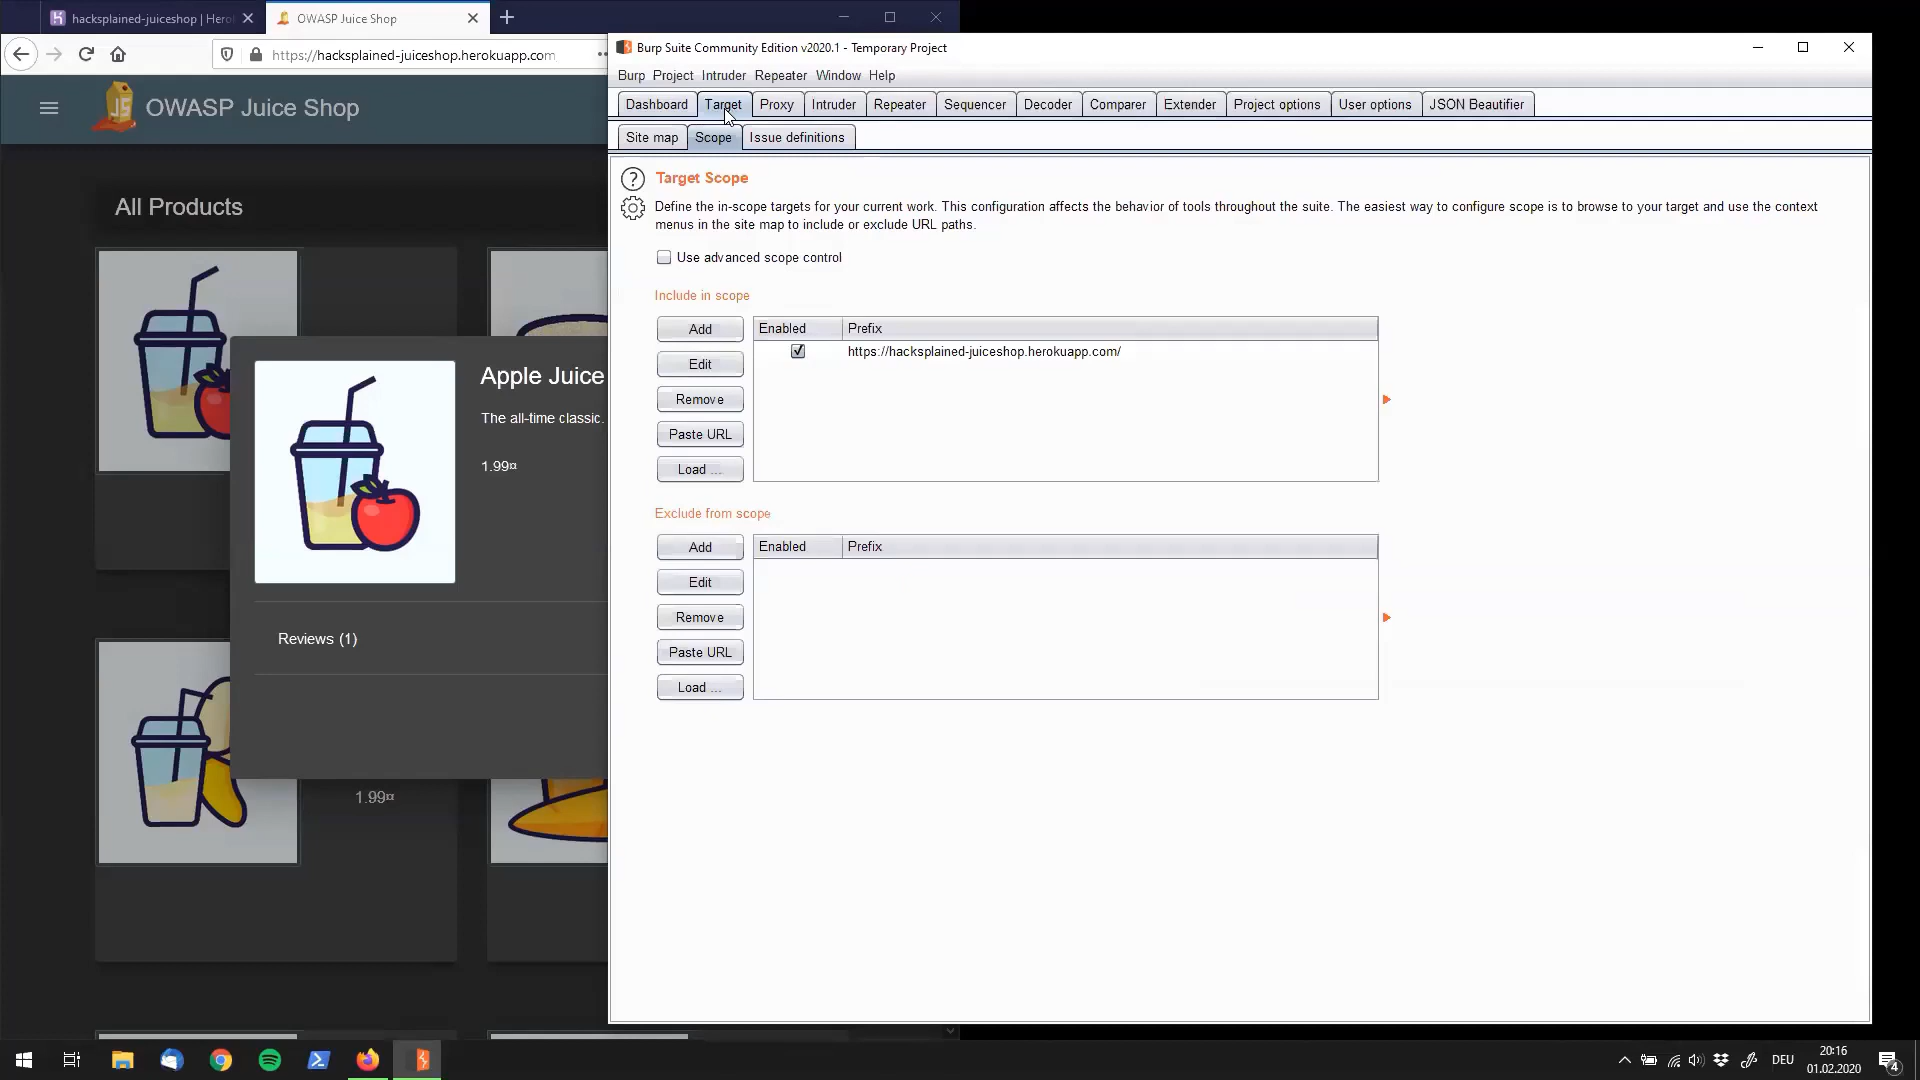 hacksplained-juiceshop | Hero
OWASP Juice Shop
https://hacksplained-juiceshop.herokuapp.com
JS
OWASP Juice Shop
All Products
Apple Juice
The all-time classic.
1.99¤
Reviews (1)
1.99¤
Burp Suite Community Edition v2020.1 - Temporary Project
Burp Project Intruder Repeater Window Help
Dashboard Target Proxy Intruder Repeater Sequencer Decoder Comparer Extender Project options User options JSON Beautifier
Site map Scope Issue definitions
? Target Scope
Define the in-scope targets for your current work. This configuration affects the behavior of tools throughout the suite. The easiest way to configure scope is to browse to your target and use the context
menus in the site map to include or exclude URL paths.
Use advanced scope control
Include in scope
Add
Edit
Remove
Paste URL
Load ...
Enabled Prefix
https://hacksplained-juiceshop.herokuapp.com/
Exclude from scope
Add
Edit
Remove
Paste URL
Load ...
Enabled Prefix
DEU
20:16
01.02.2020
4